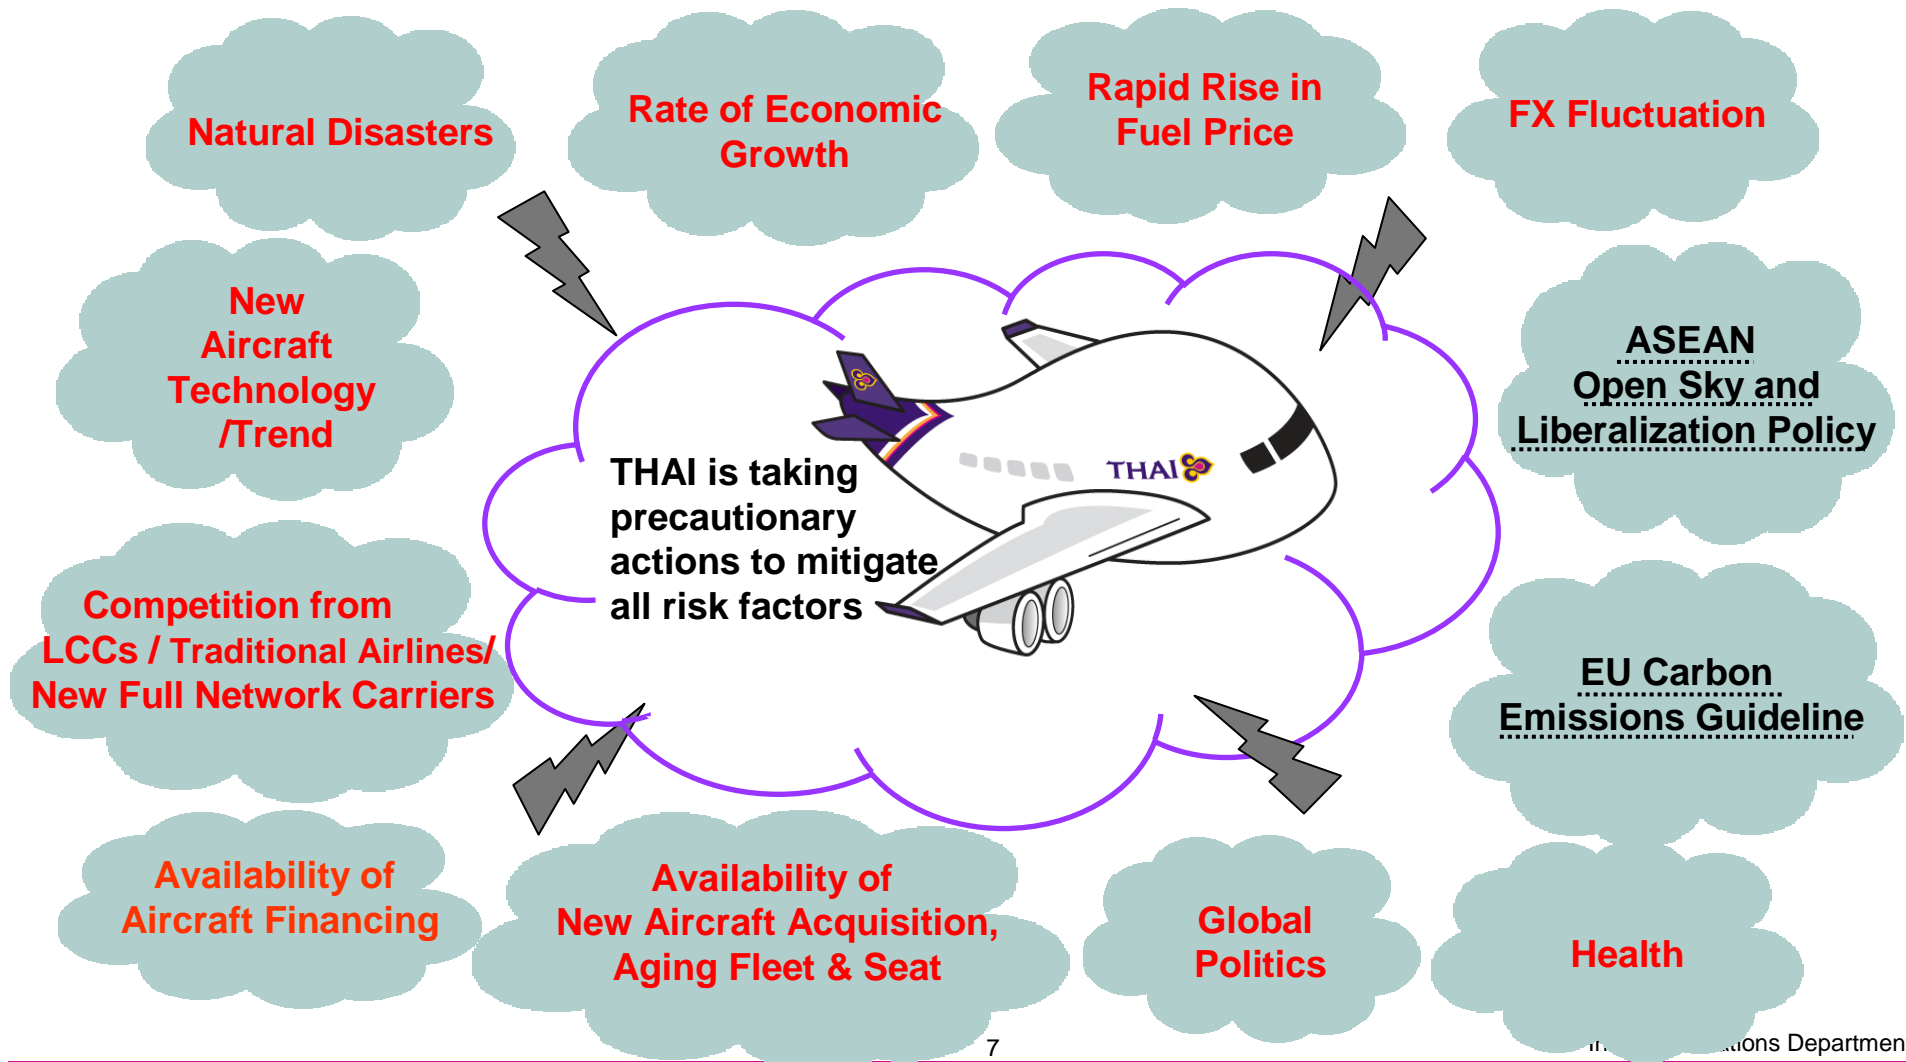 Natural Disasters
Rate of Economic
Growth
Rapid Rise in
Fuel Price
FX Fluctuation
New
Aircraft
Technology
/Trend
ASEAN
Open Sky and
Liberalization Policy
THAI is taking
precautionary
actions to mitigate
all risk factors
THAI
Competition from
LCCs / Traditional Airlines/
New Full Network Carriers
EU Carbon
Emissions Guideline
Availability of
Aircraft Financing
Availability of
New Aircraft Acquisition,
Aging Fleet & Seat
Global
Politics
Health
7
Departmen